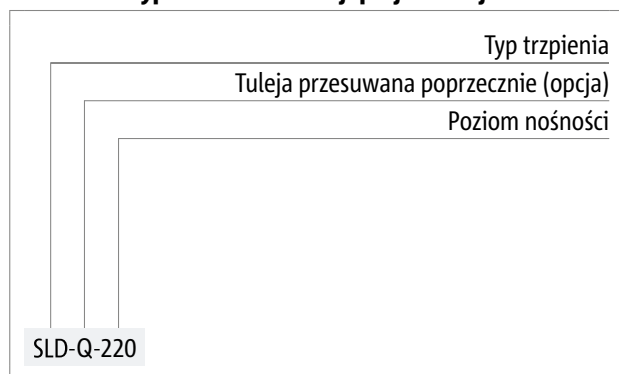 Typ trzpienia
Tuleja przesuwana poprzecznie (opcja)
Poziom nośności
SLD-Q-220